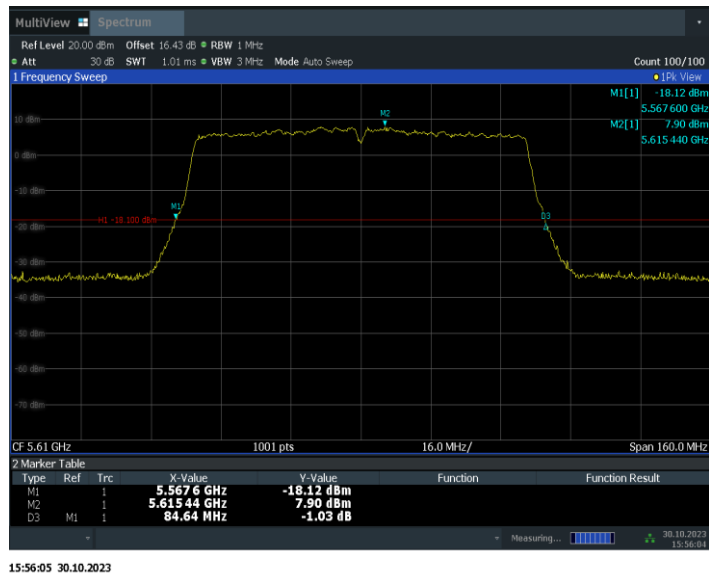 MultiView Spectrum
Ref Level 20.00 dBm Offset 16.43 dB RBW 1 MHz
Att 30 dB SWT 1.01 ms VBW 3 MHz Mode Auto Sweep Count 100/100
1 Frequency Sweep 1Pk View
M1[1] -18.12 dBm
5.567600 GHz
M2[1] 7.90 dBm
5.615440 GHz
M2
10 dBm
0 dBm
-10 dBm
M1
H1 -18.100 dBm
D3
-20 dBm
-30 dBm
-40 dBm
-50 dBm
-60 dBm
-70 dBm
CF 5.61 GHz 1001 pts 16.0 MHz/ Span 160.0 MHz
2 Marker Table
Type Ref Trc X-Value Y-Value Function Function Result
M1 1 5.5676 GHz -18.12 dBm
M2 1 5.61544 GHz 7.90 dBm
D3 M1 1 84.64 MHz -1.03 dB
Measuring... 30.10.2023
15:56:04
15:56:05 30.10.2023